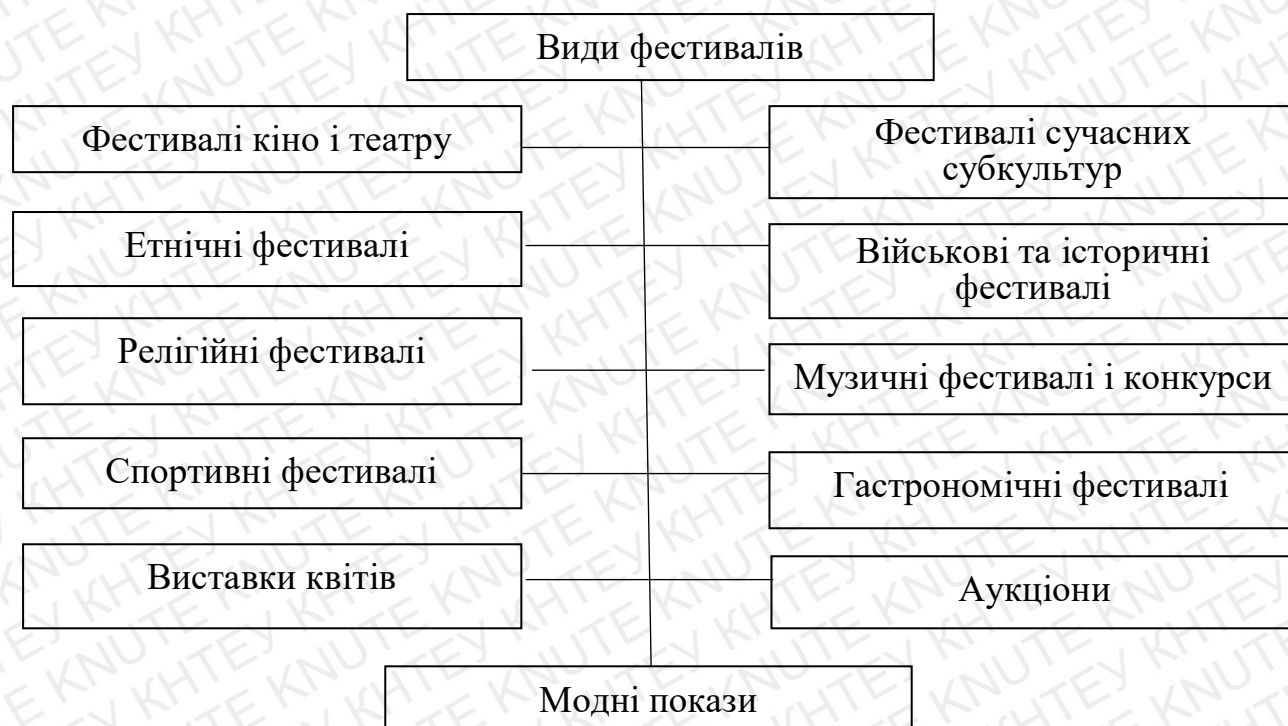 Види фестивалів
Фестивалі кіно і театру
Фестивалі сучасних
субкультур
Етнічні фестивалі
Військові та історичні
фестивалі
Релігійні фестивалі
Музичні фестивалі і конкурси
Спортивні фестивалі
Гастрономічні фестивалі
Виставки квітів
Аукціони
Модні покази